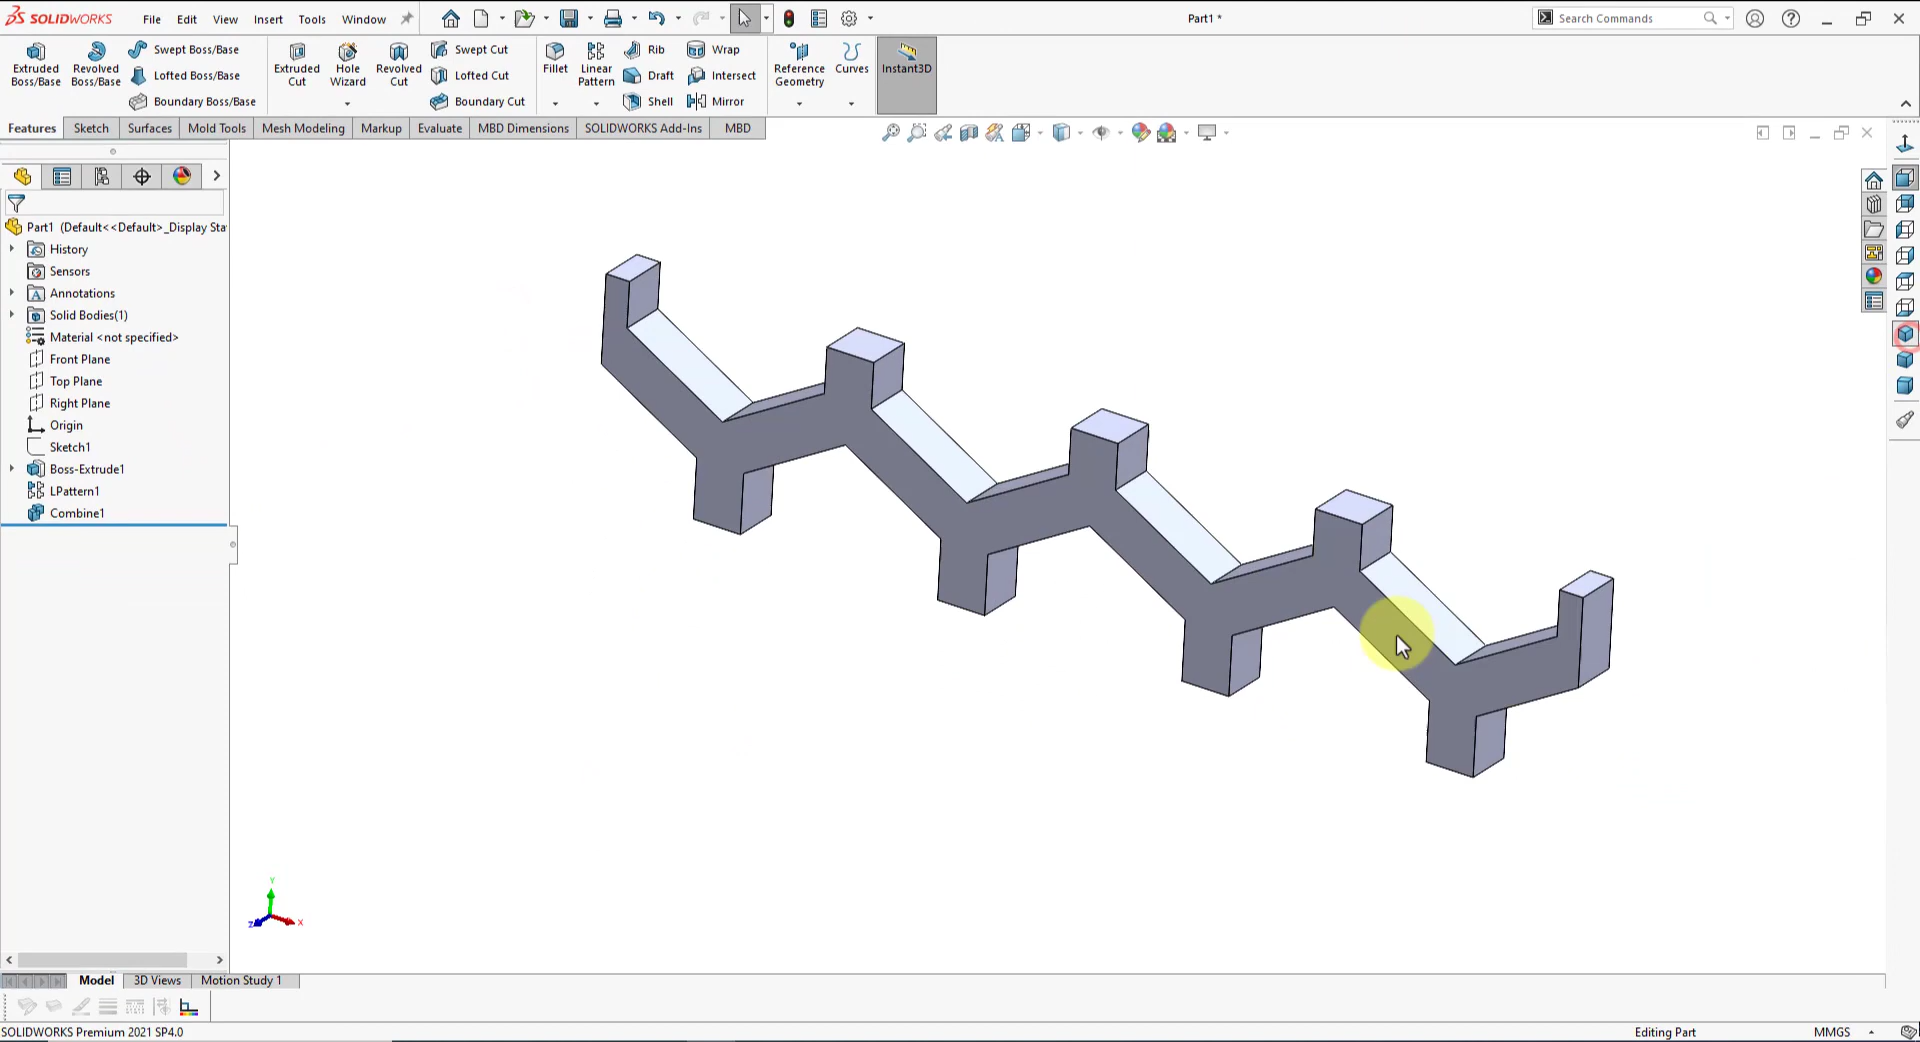 SOLIDWORKS File Edit View Insert Tools Window Part1 * Search Commands
Extruded Boss/Base
Revolved Boss/Base
Swept Boss/Base
Lofted Boss/Base
Boundary Boss/Base
Extruded Cut
Hole Wizard
Revolved Cut
Swept Cut
Lofted Cut
Boundary Cut
Fillet
Linear Pattern
Rib
Draft
Shell
Wrap
Intersect
Mirror
Reference Geometry
Curves
Instant3D
Features Sketch Surfaces Mold Tools Mesh Modeling Markup Evaluate MBD Dimensions SOLIDWORKS Add-Ins MBD
Part1 (Default<<Default>_Display Sta
History
Sensors
Annotations
Solid Bodies(1)
Material <not specified>
Front Plane
Top Plane
Right Plane
Origin
Sketch1
Boss-Extrude1
LPattern1
Combine1
Y
Z X
Model 3D Views Motion Study 1
SOLIDWORKS Premium 2021 SP4.0 Editing Part MMGS